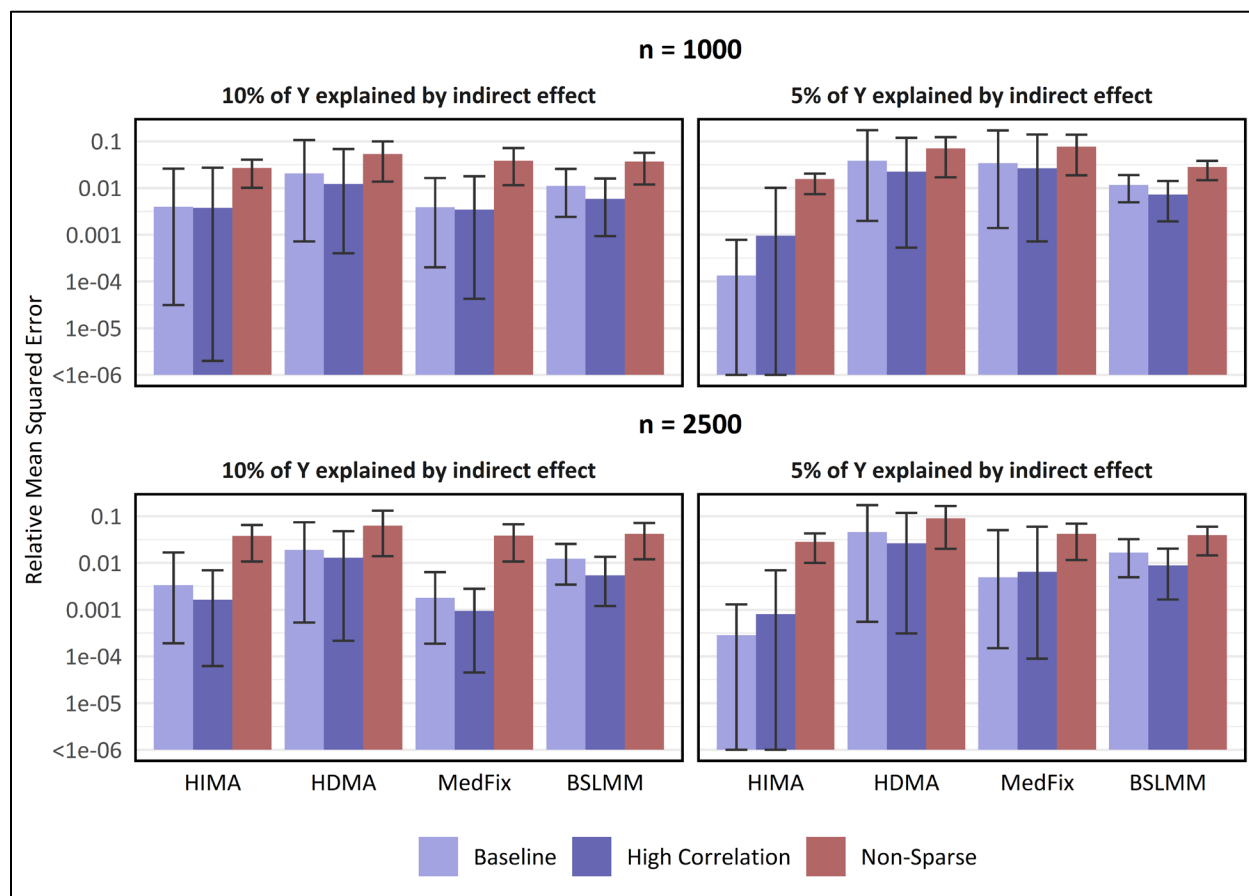 n = 1000
10% of Y explained by indirect effect
5% of Y explained by indirect effect
0.1
0.01
0.001
1e-04
1e-05
<1e-06
Relative Mean Squared Error
n = 2500
10% of Y explained by indirect effect
5% of Y explained by indirect effect
0.1
0.01
0.001
1e-04
1e-05
<1e-06
HIMA HDMA MedFix BSLMM
HIMA HDMA MedFix BSLMM
Baseline High Correlation Non-Sparse